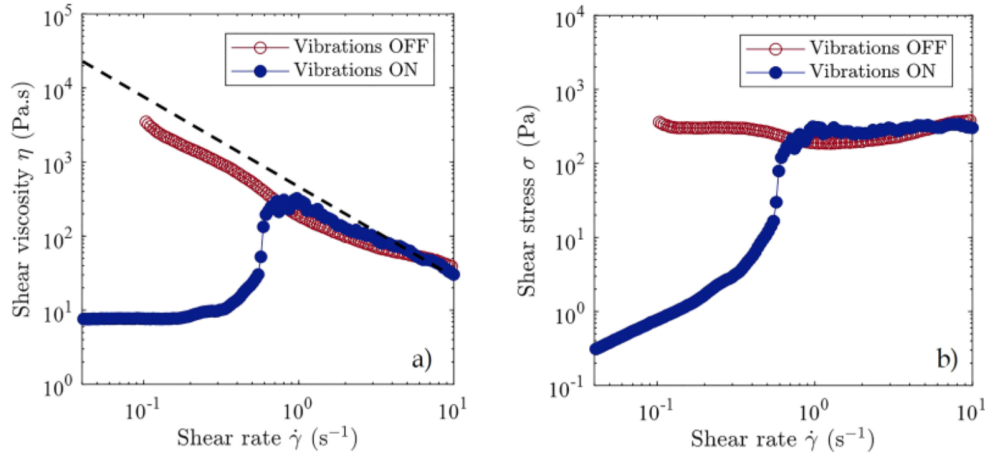 10^5
10^4
10^3
10^2
10^1
10^0
Shear viscosity η (Pa.s)
Vibrations OFF
Vibrations ON
a)
10^-1
10^0
10^1
Shear rate γ̇ (s^-1)
10^4
10^3
10^2
10^1
10^0
10^-1
Shear stress σ (Pa)
Vibrations OFF
Vibrations ON
b)
10^-1
10^0
10^1
Shear rate γ̇ (s^-1)